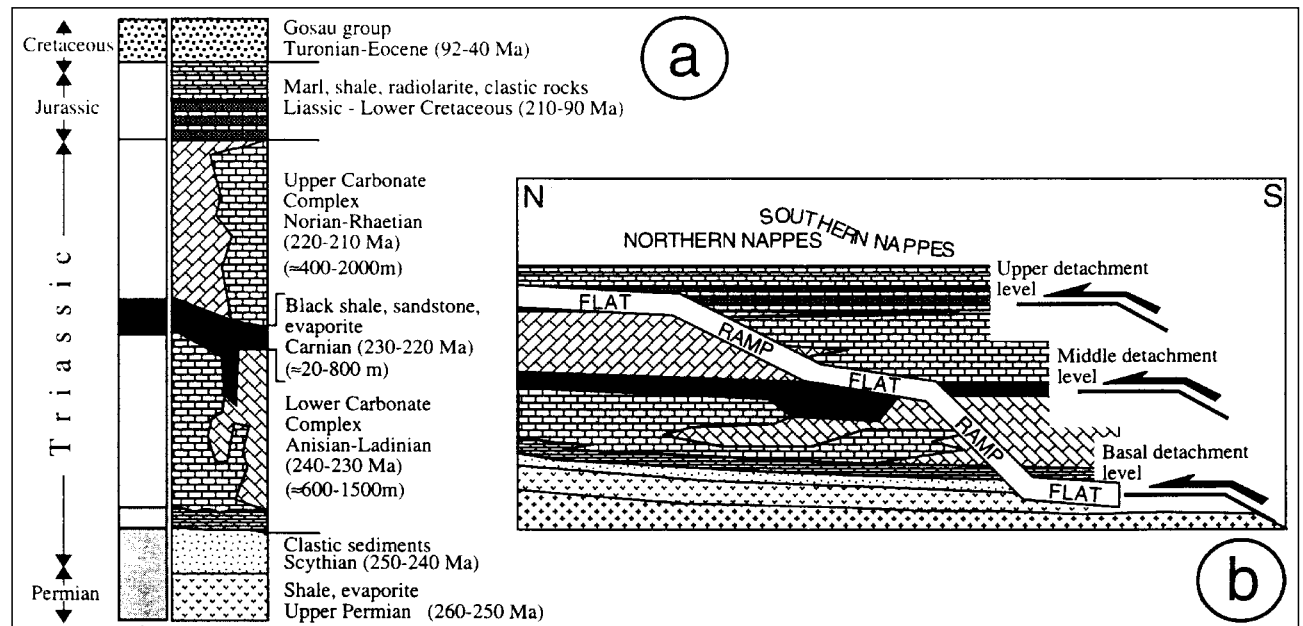 Cretaceous
Jurassic
Triassic
Permian
Gosau group
Turonian-Eocene (92-40 Ma)
Marl, shale, radiolarite, clastic rocks
Liassic - Lower Cretaceous (210-90 Ma)
Upper Carbonate
Complex
Norian-Rhaetian
(220-210 Ma)
(≈400-2000m)
Black shale, sandstone,
evaporite
Carnian (230-220 Ma)
(≈20-800 m)
Lower Carbonate
Complex
Anisian-Ladinian
(240-230 Ma)
(≈600-1500m)
Clastic sediments
Scythian (250-240 Ma)
Shale, evaporite
Upper Permian (260-250 Ma)
a
N
S
SOUTHERN NAPPES
NORTHERN NAPPES
FLAT
RAMP
FLAT
RAMP
FLAT
Upper detachment
level
Middle detachment
level
Basal detachment
level
b